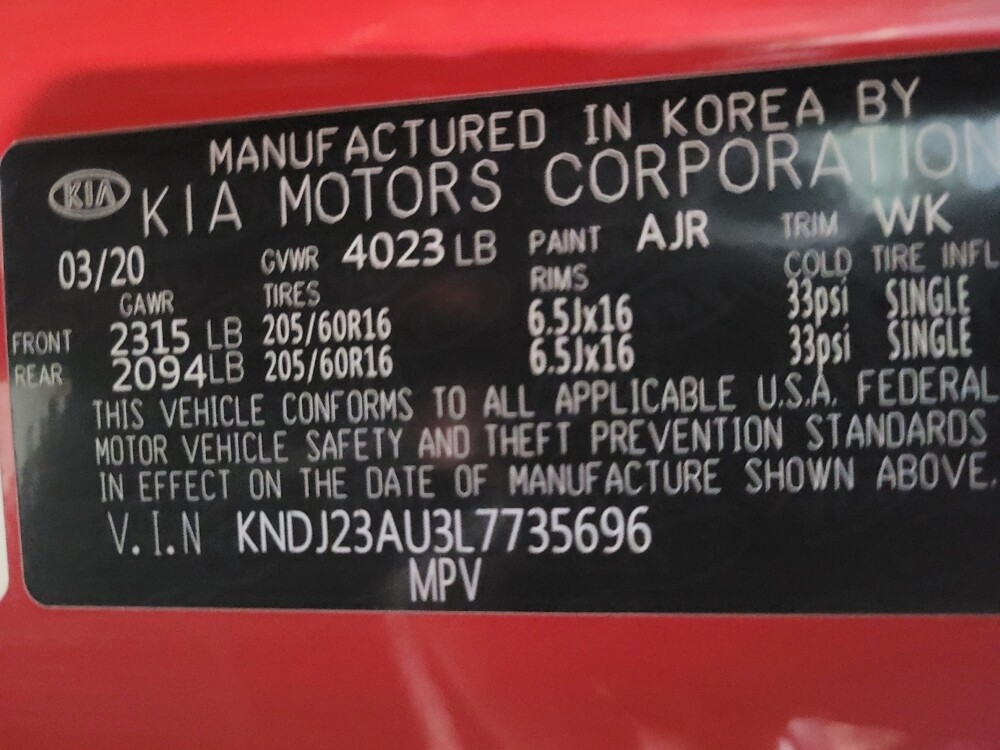 MANUFACTURED IN KOREA BY
KIA KIA MOTORS CORPORATION
03/20 GVWR 4023 LB PAINT AJR TRIM WK
GAWR TIRES RIMS COLD TIRE INFL
FRONT 2315 LB 205/60R16 6.5Jx16 33psi SINGLE
REAR 2094LB 205/60R16 6.5Jx16 33psi SINGLE
THIS VEHICLE CONFORMS TO ALL APPLICABLE U.S.A. FEDERAL
MOTOR VEHICLE SAFETY AND THEFT PREVENTION STANDARDS
IN EFFECT ON THE DATE OF MANUFACTURE SHOWN ABOVE.
V.I.N KNDJ23AU3L7735696
MPV